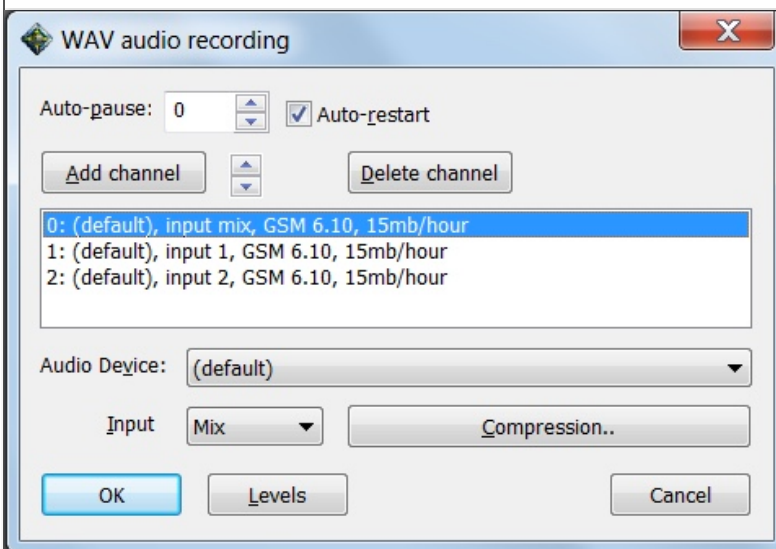 WAV audio recording
X
Auto-pause: 0 Auto-restart
Add channel Delete channel
0: (default), input mix, GSM 6.10, 15mb/hour
1: (default), input 1, GSM 6.10, 15mb/hour
2: (default), input 2, GSM 6.10, 15mb/hour
Audio Device: (default)
Input Mix Compression..
OK Levels Cancel